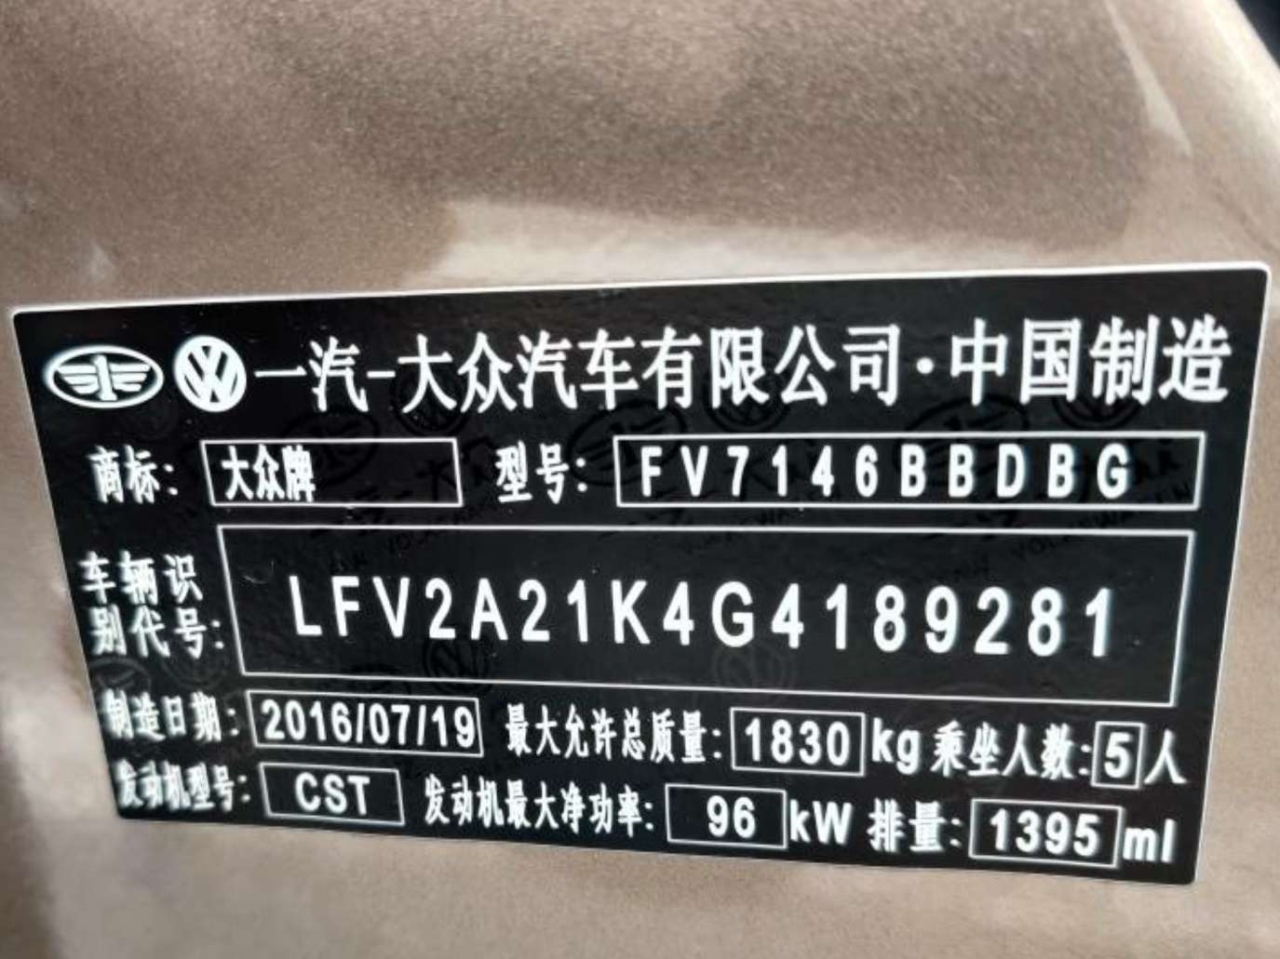 一汽-大众汽车有限公司·中国制造
商标: 大众牌 型号: FV7146BBDBG
车辆识别代号: LFV2A21K4G4189281
制造日期: 2016/07/19 最大允许总质量: 1830 kg 乘坐人数: 5 人
发动机型号: CST 发动机最大净功率: 96 kW 排量: 1395 ml